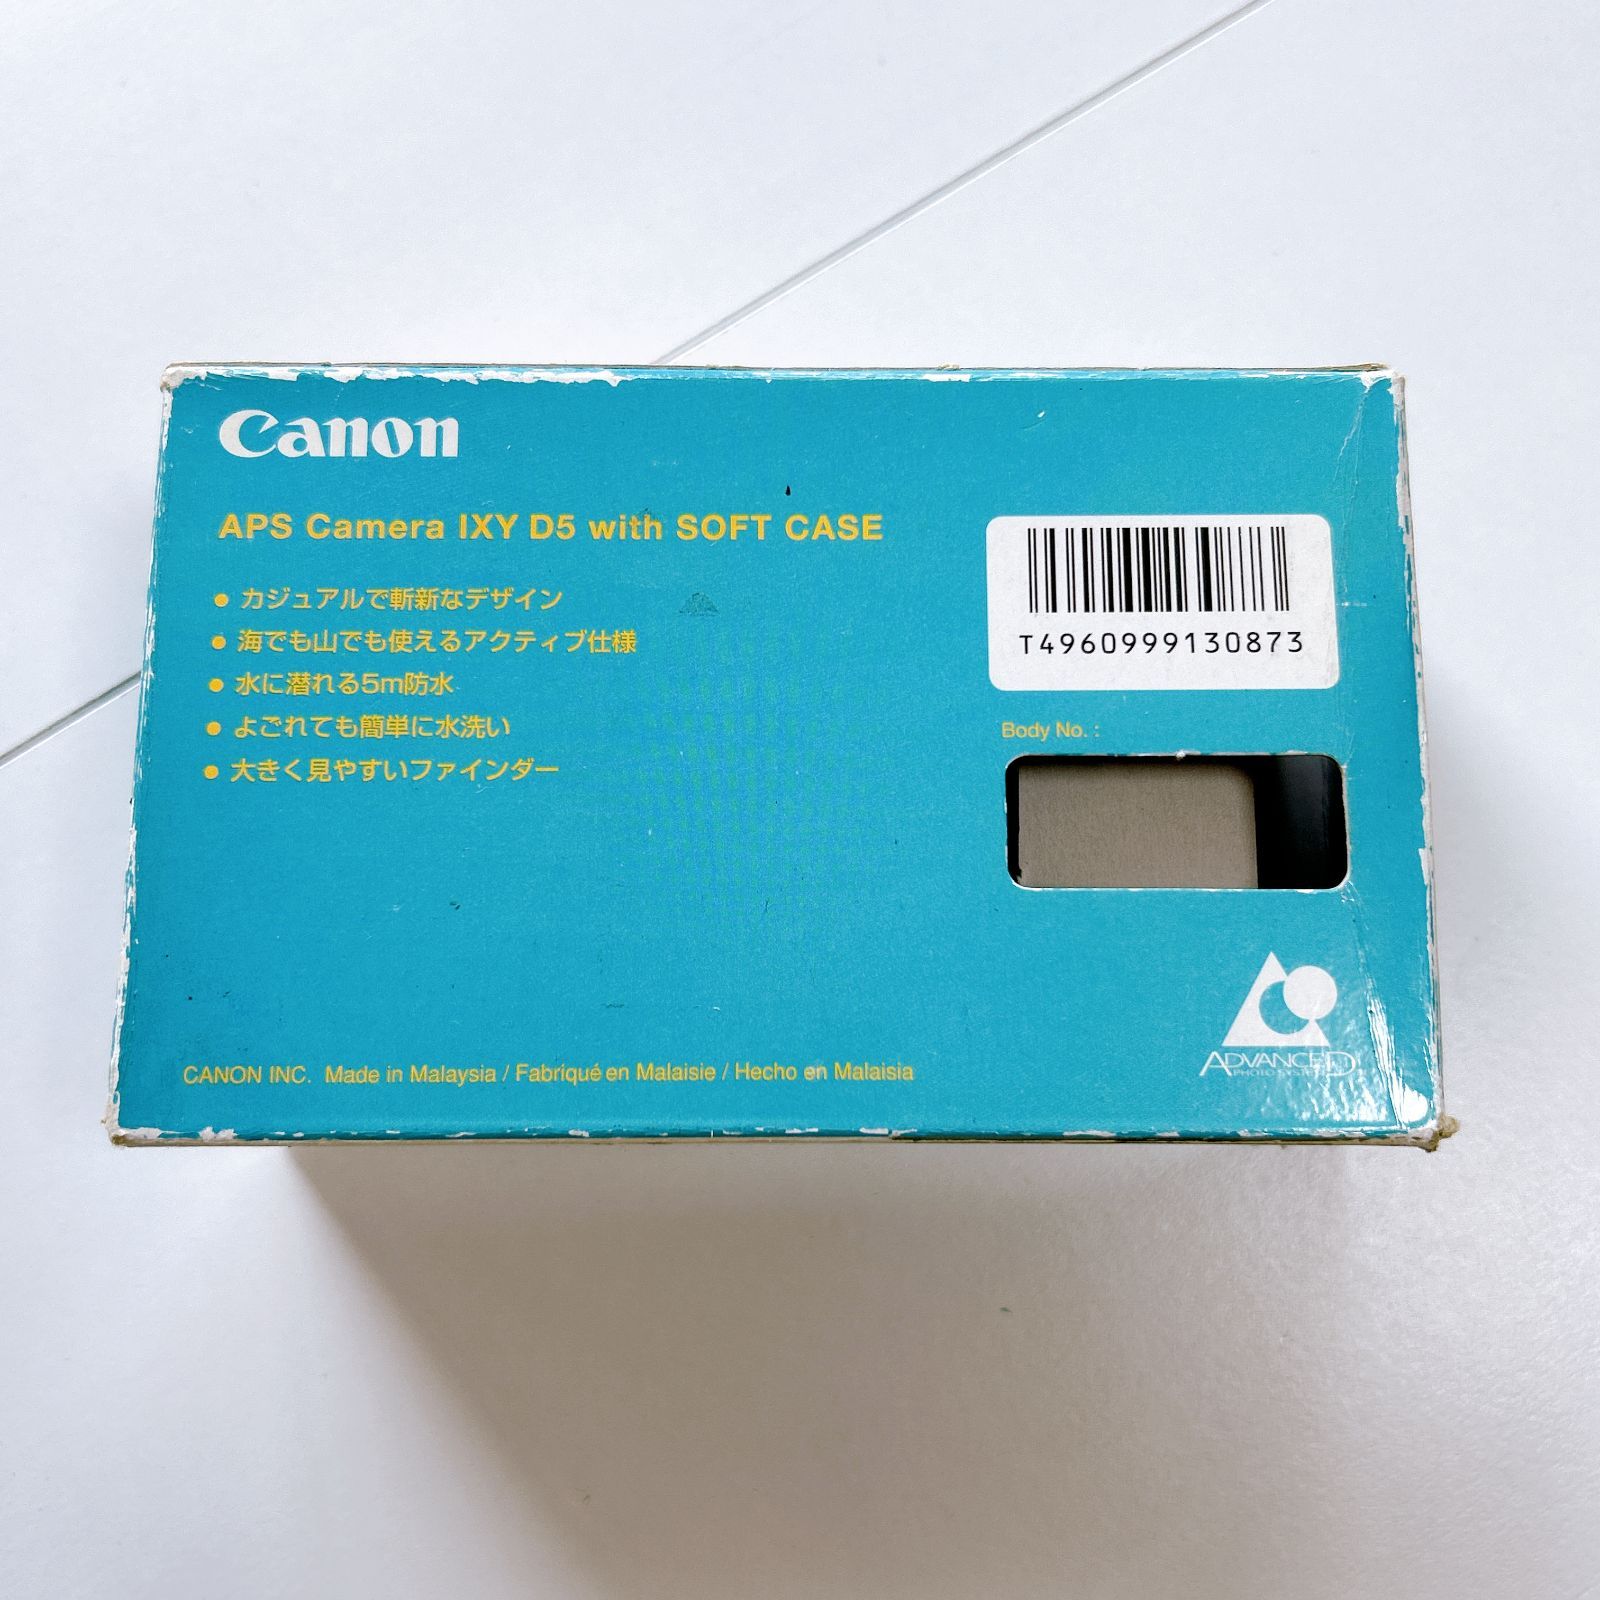 Canon
APS Camera IXY D5 with SOFT CASE
● カジュアルで斬新なデザイン
● 海でも山でも使えるアクティブ仕様
● 水に潜れる5m防水
● よごれても簡単に水洗い
● 大きく見やすいファインダー
T4960999130873
Body No. :
ADVANCED
PHOTO SYSTEM
CANON INC. Made in Malaysia / Fabriqué en Malaisie / Hecho en Malaisia